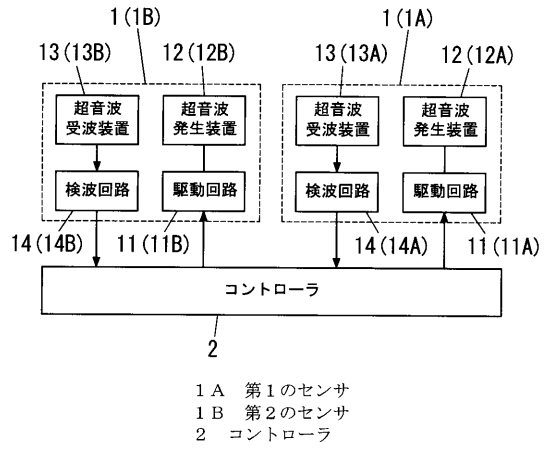 1(1B)
1(1A)
13(13B)
12(12B)
13(13A)
12(12A)
超音波
受波装置
超音波
発生装置
超音波
受波装置
超音波
発生装置
検波回路
駆動回路
検波回路
駆動回路
14(14B)
11(11B)
14(14A)
11(11A)
コントローラ
2
1A 第1のセンサ
1B 第2のセンサ
2 コントローラ